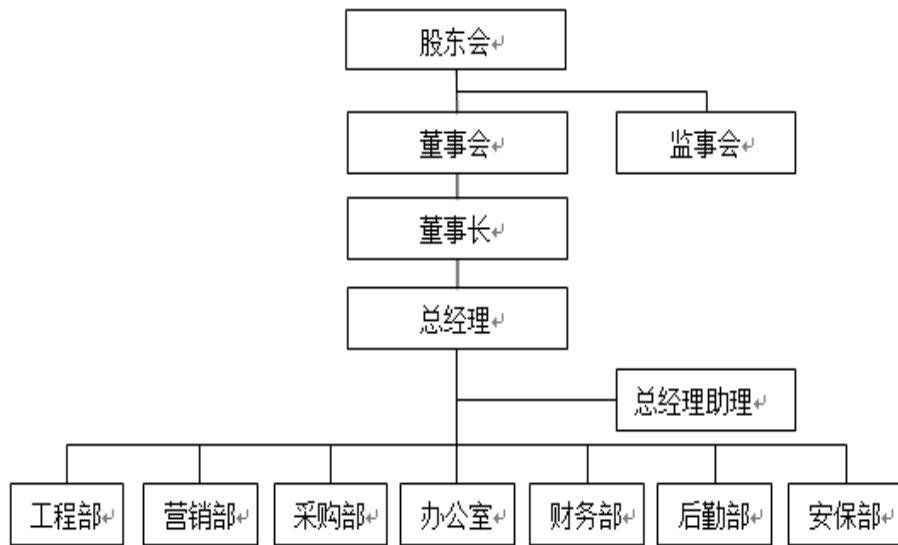 股东会
董事会
监事会
董事长
总经理
总经理助理
工程部
营销部
采购部
办公室
财务部
后勤部
安保部